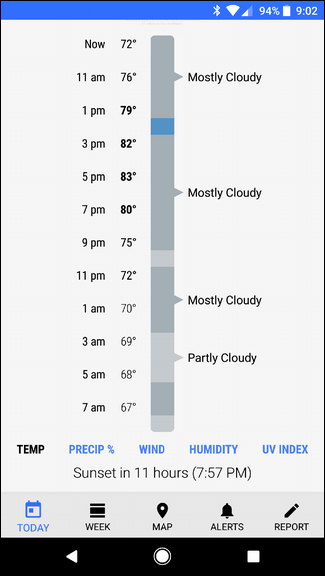 94% 9:02
Now 72°
11 am 76° Mostly Cloudy
1 pm 79°
3 pm 82°
5 pm 83° Mostly Cloudy
7 pm 80°
9 pm 75°
11 pm 72°
1 am 70° Mostly Cloudy
3 am 69°
Partly Cloudy
5 am 68°
7 am 67°
TEMP PRECIP % WIND HUMIDITY UV INDEX
Sunset in 11 hours (7:57 PM)
TODAY WEEK MAP ALERTS REPORT